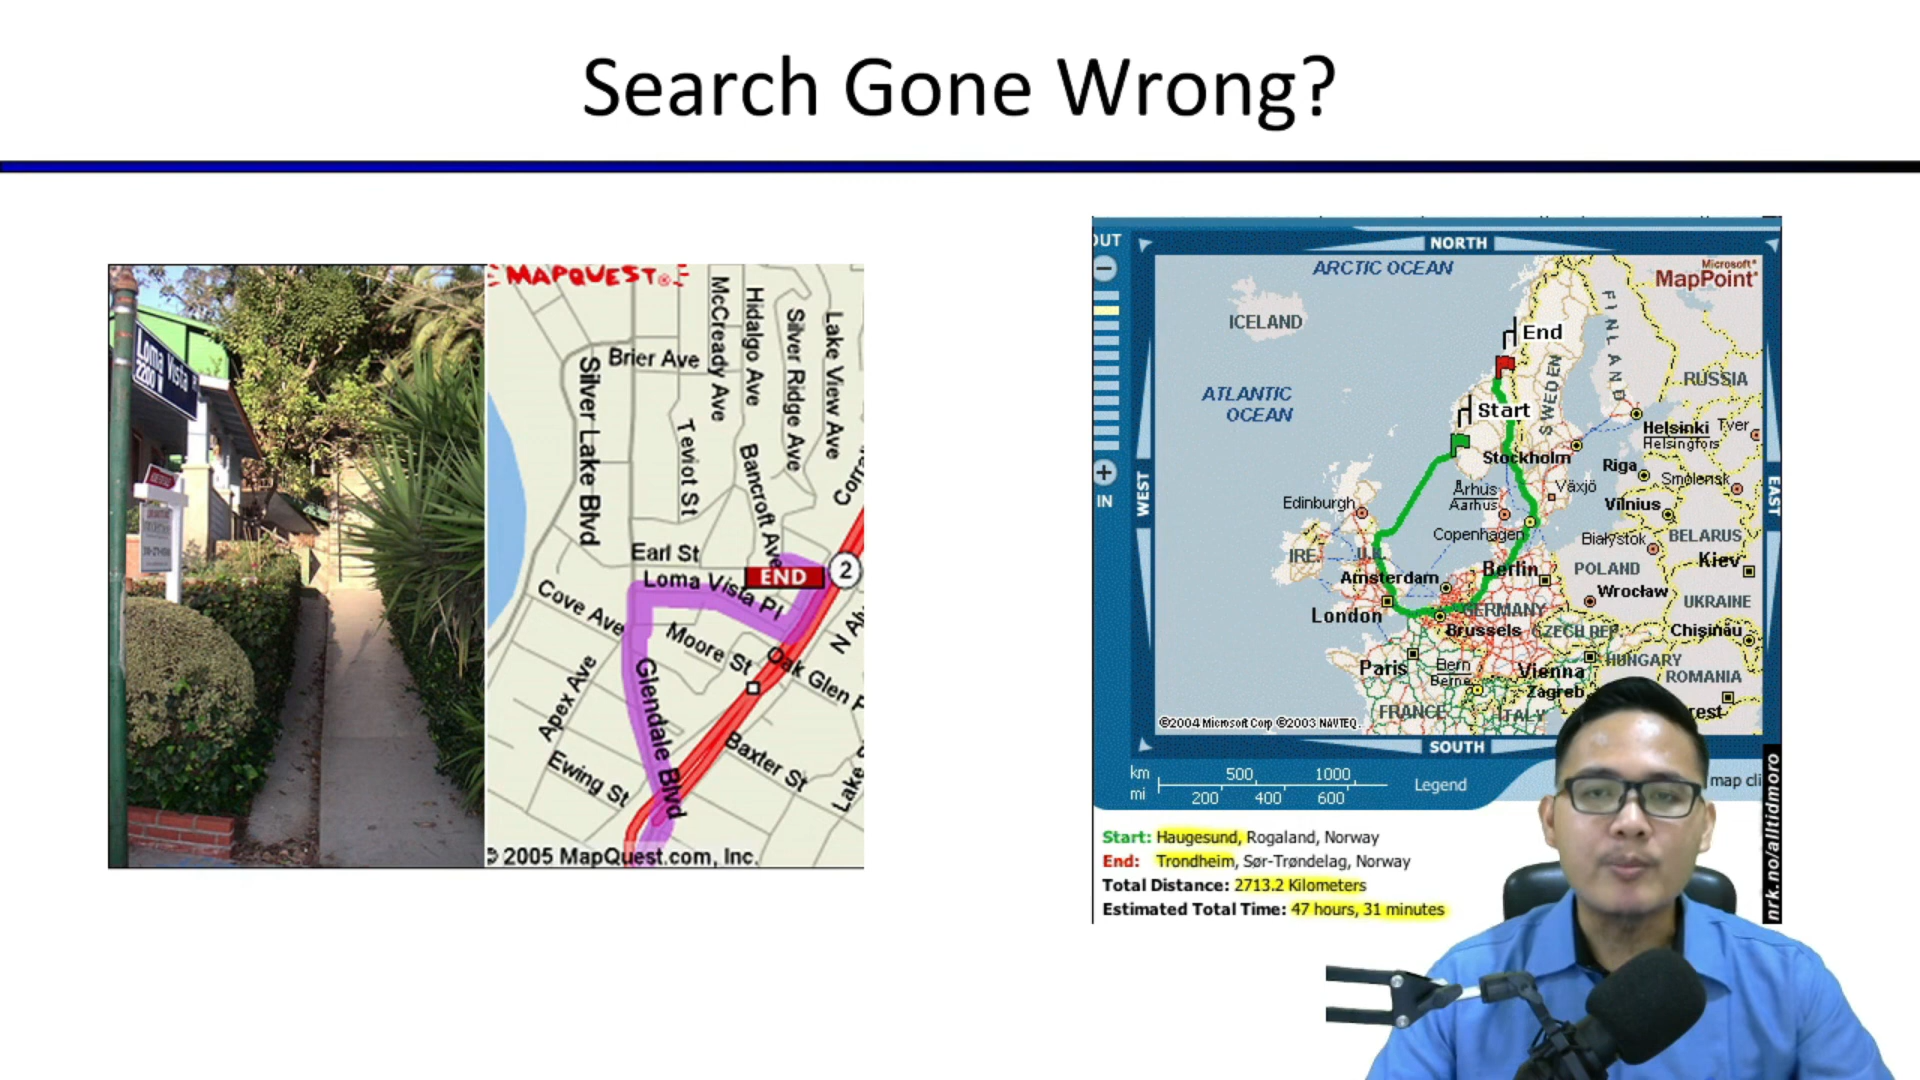 Search Gone Wrong?
Loma Vista
2200 W
MAPQUEST
Brier Ave
McCready Ave
Hidalgo Ave
Silver Ridge Ave
Lake View Ave
Silver Lake Blvd
Teviot St
Bancroft Ave
Earl St
Loma Vista Pl
END
2
Cove Ave
Moore St
Oak Glen P
Apex Ave
Glendale Blvd
Ewing St
Baxter St
Lake
© 2005 MapQuest.com, Inc.
OUT
NORTH
ARCTIC OCEAN
Microsoft®
MapPoint®
ICELAND
FINLAND
End
ATLANTIC
OCEAN
SWEDEN
RUSSIA
Start
Helsinki
Helsingfors
Tver
Stockholm
Riga
Smolensk
IN
WEST
EAST
Edinburgh
Århus
Aarhus
Växjö
Vilnius
Copenhagen
Białystok
BELARUS
IRE.
U.K.
Amsterdam
Berlin
POLAND
Kiev
London
GERMANY
Wrocław
UKRAINE
Brussels
CZECH REP
Chișinău
Paris
Bern
Berne
Vienna
HUNGARY
ROMANIA
Zagreb
FRANCE
ITALY
rest
©2004 Microsoft Corp ©2003 NAVTEQ.
SOUTH
km
500
1000
mi
200
400
600
Legend
map cli
Start: Haugesund, Rogaland, Norway
End: Trondheim, Sør-Trøndelag, Norway
Total Distance: 2713.2 Kilometers
Estimated Total Time: 47 hours, 31 minutes
nrk.no/alltidmoro